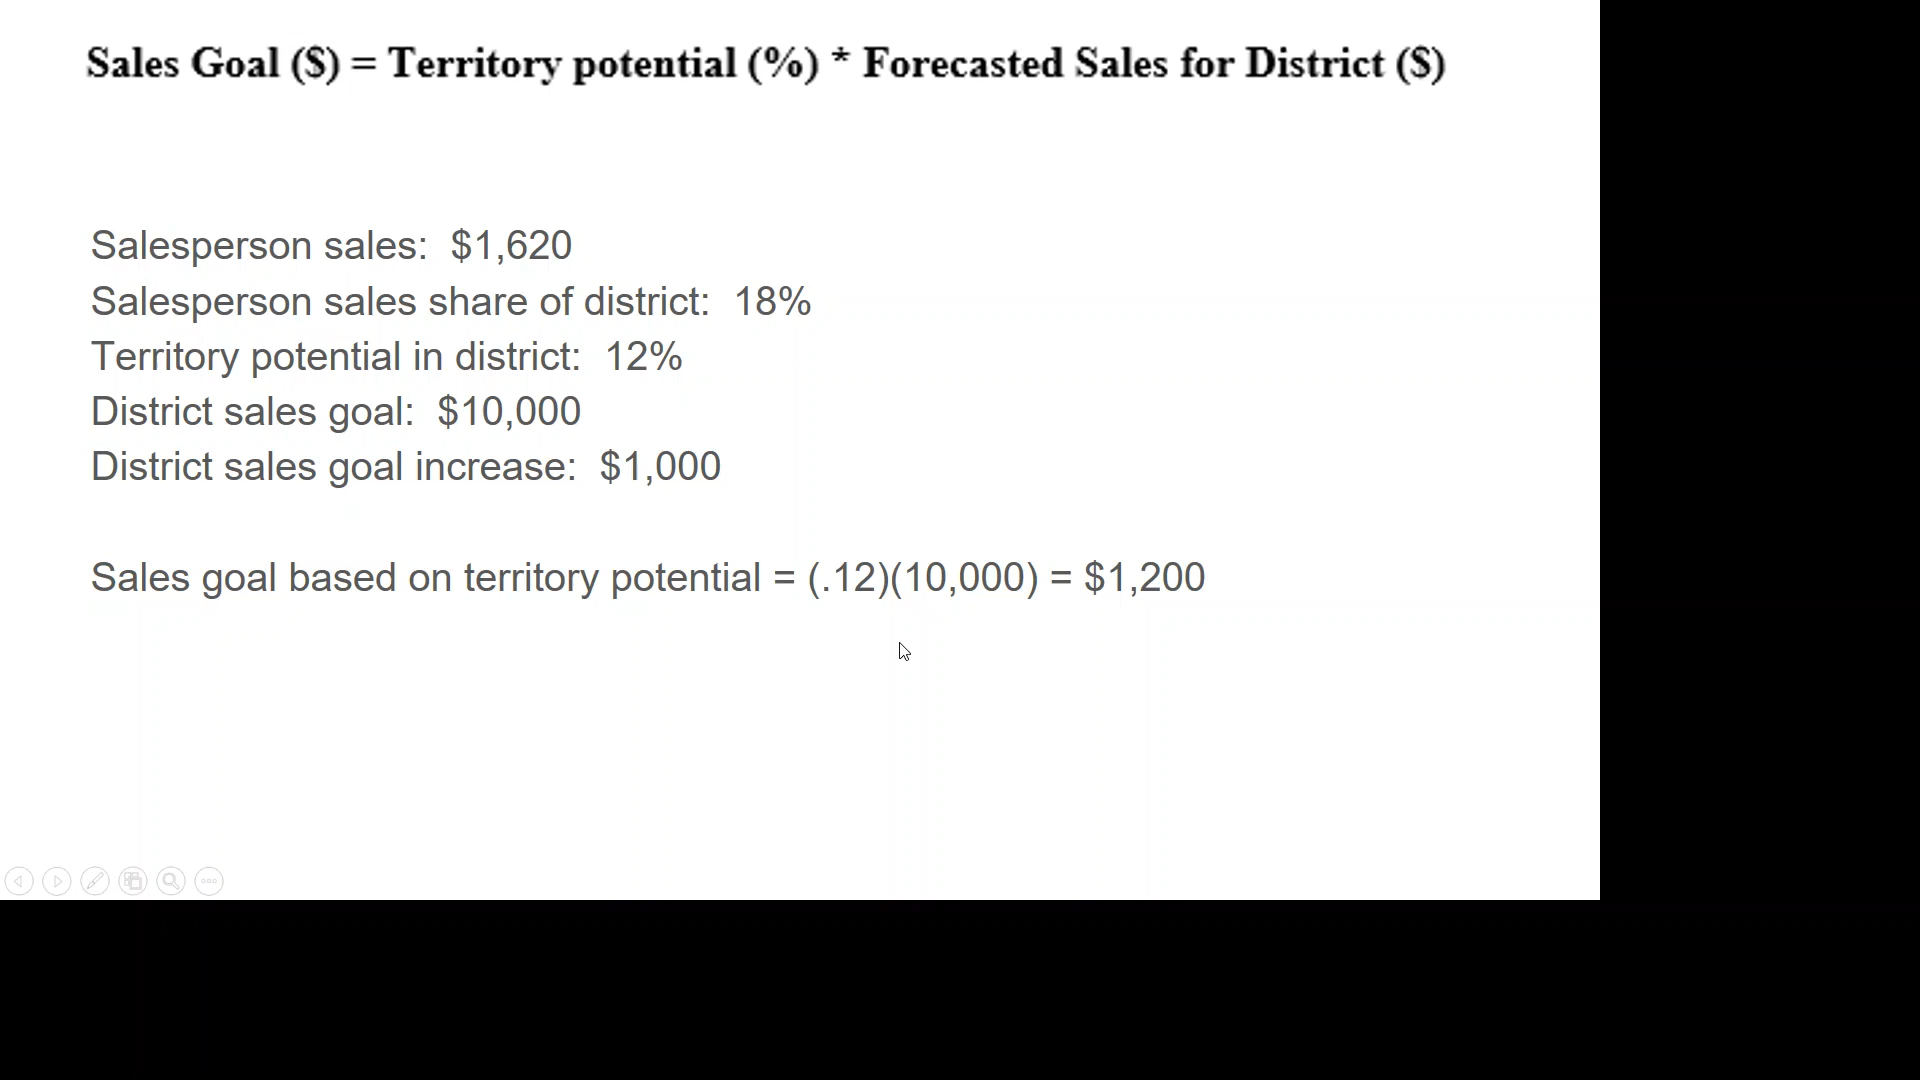 Sales Goal ($) = Territory potential (%) * Forecasted Sales for District ($)
Salesperson sales:  $1,620
Salesperson sales share of district:  18%
Territory potential in district:  12%
District sales goal:  $10,000
District sales goal increase:  $1,000
Sales goal based on territory potential = (.12)(10,000) = $1,200